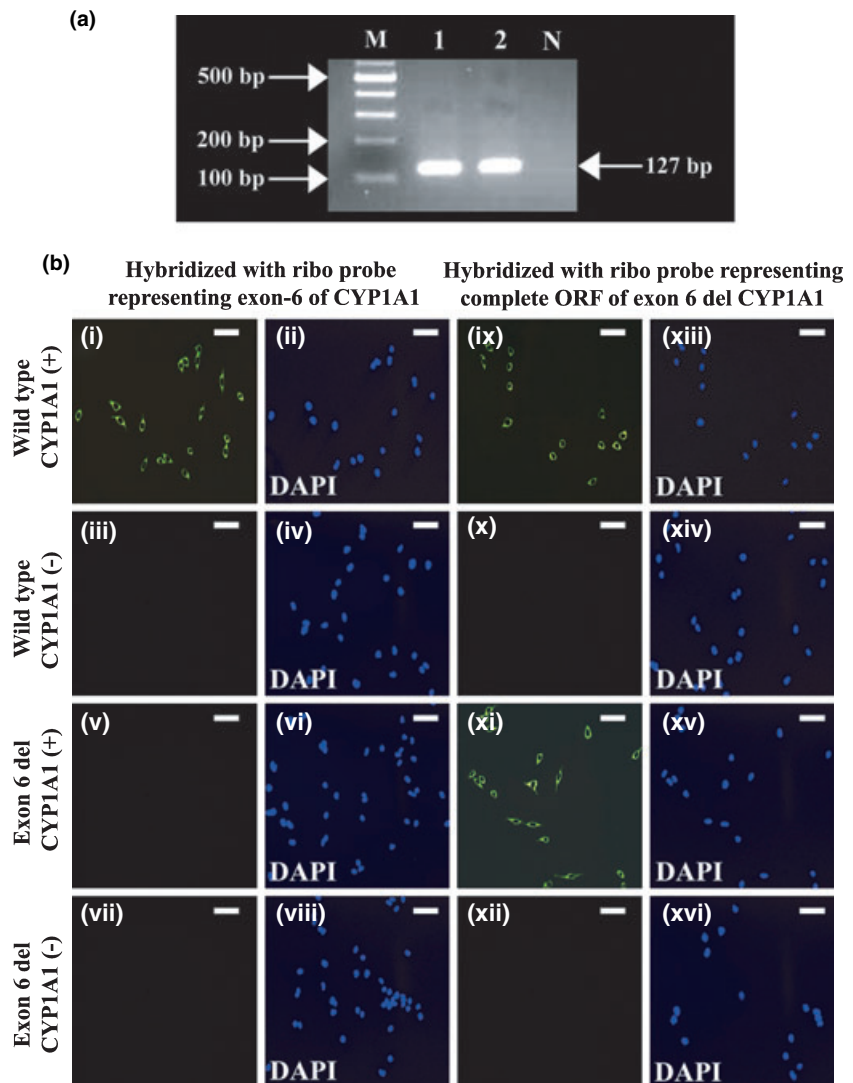 (a)
M 1 2 N
500 bp
200 bp
100 bp
127 bp
(b)
Hybridized with ribo probe
representing exon-6 of CYP1A1
Hybridized with ribo probe representing
complete ORF of exon 6 del CYP1A1
Wild type
CYP1A1 (+)
(i)
(ii)
DAPI
(ix)
(xiii)
DAPI
Wild type
CYP1A1 (-)
(iii)
(iv)
DAPI
(x)
(xiv)
DAPI
Exon 6 del
CYP1A1 (+)
(v)
(vi)
DAPI
(xi)
(xv)
DAPI
Exon 6 del
CYP1A1 (-)
(vii)
(viii)
DAPI
(xii)
(xvi)
DAPI